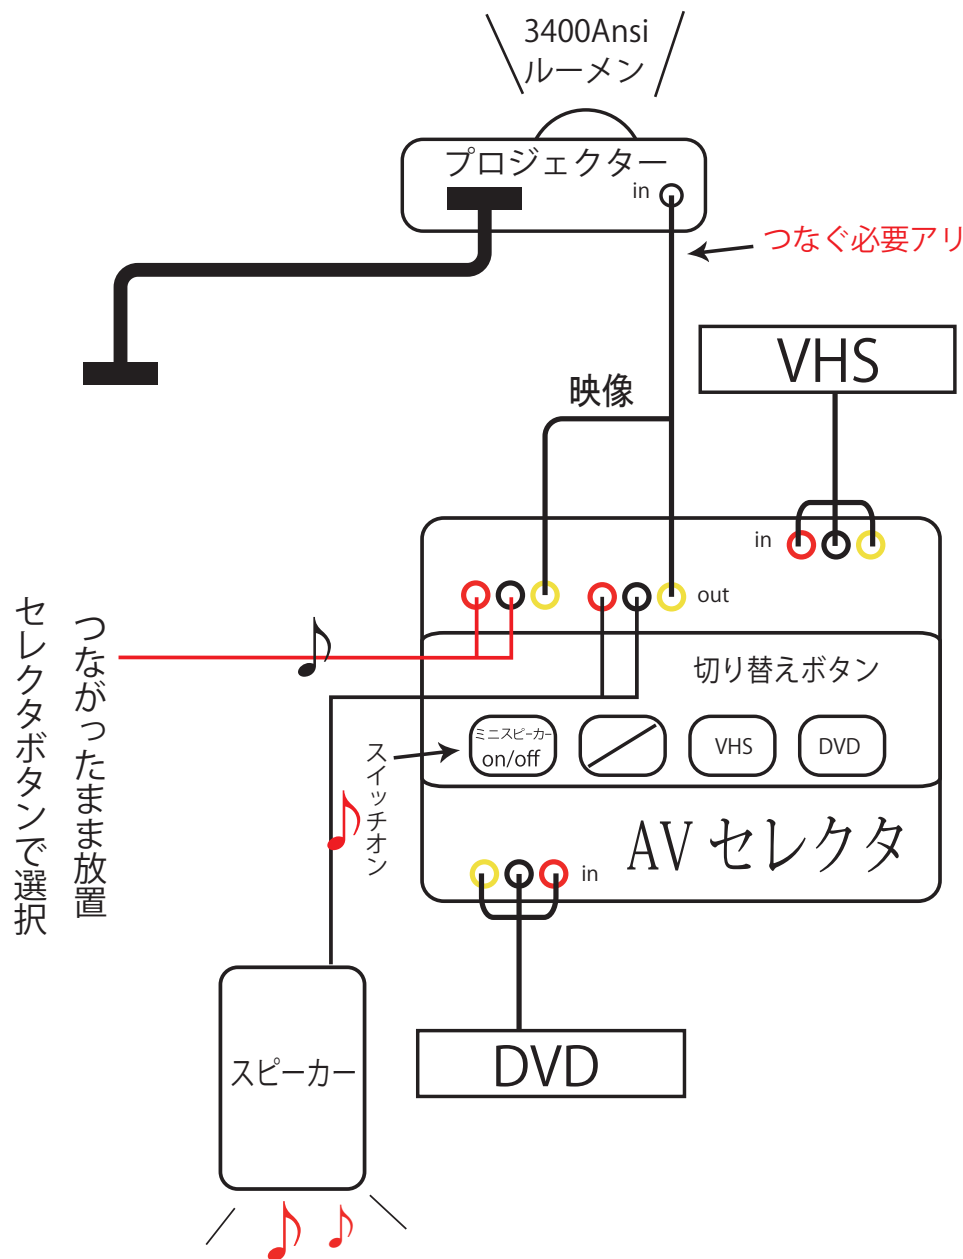 3400Ansi
ルーメン
プロジェクター
in
つなぐ必要アリ
VHS
映像
in
out
つながったまま放置
セレクタボタンで選択
切り替えボタン
スイッチオン
ミニスピーカー
on/off
VHS
DVD
AVセレクタ
in
スピーカー
DVD